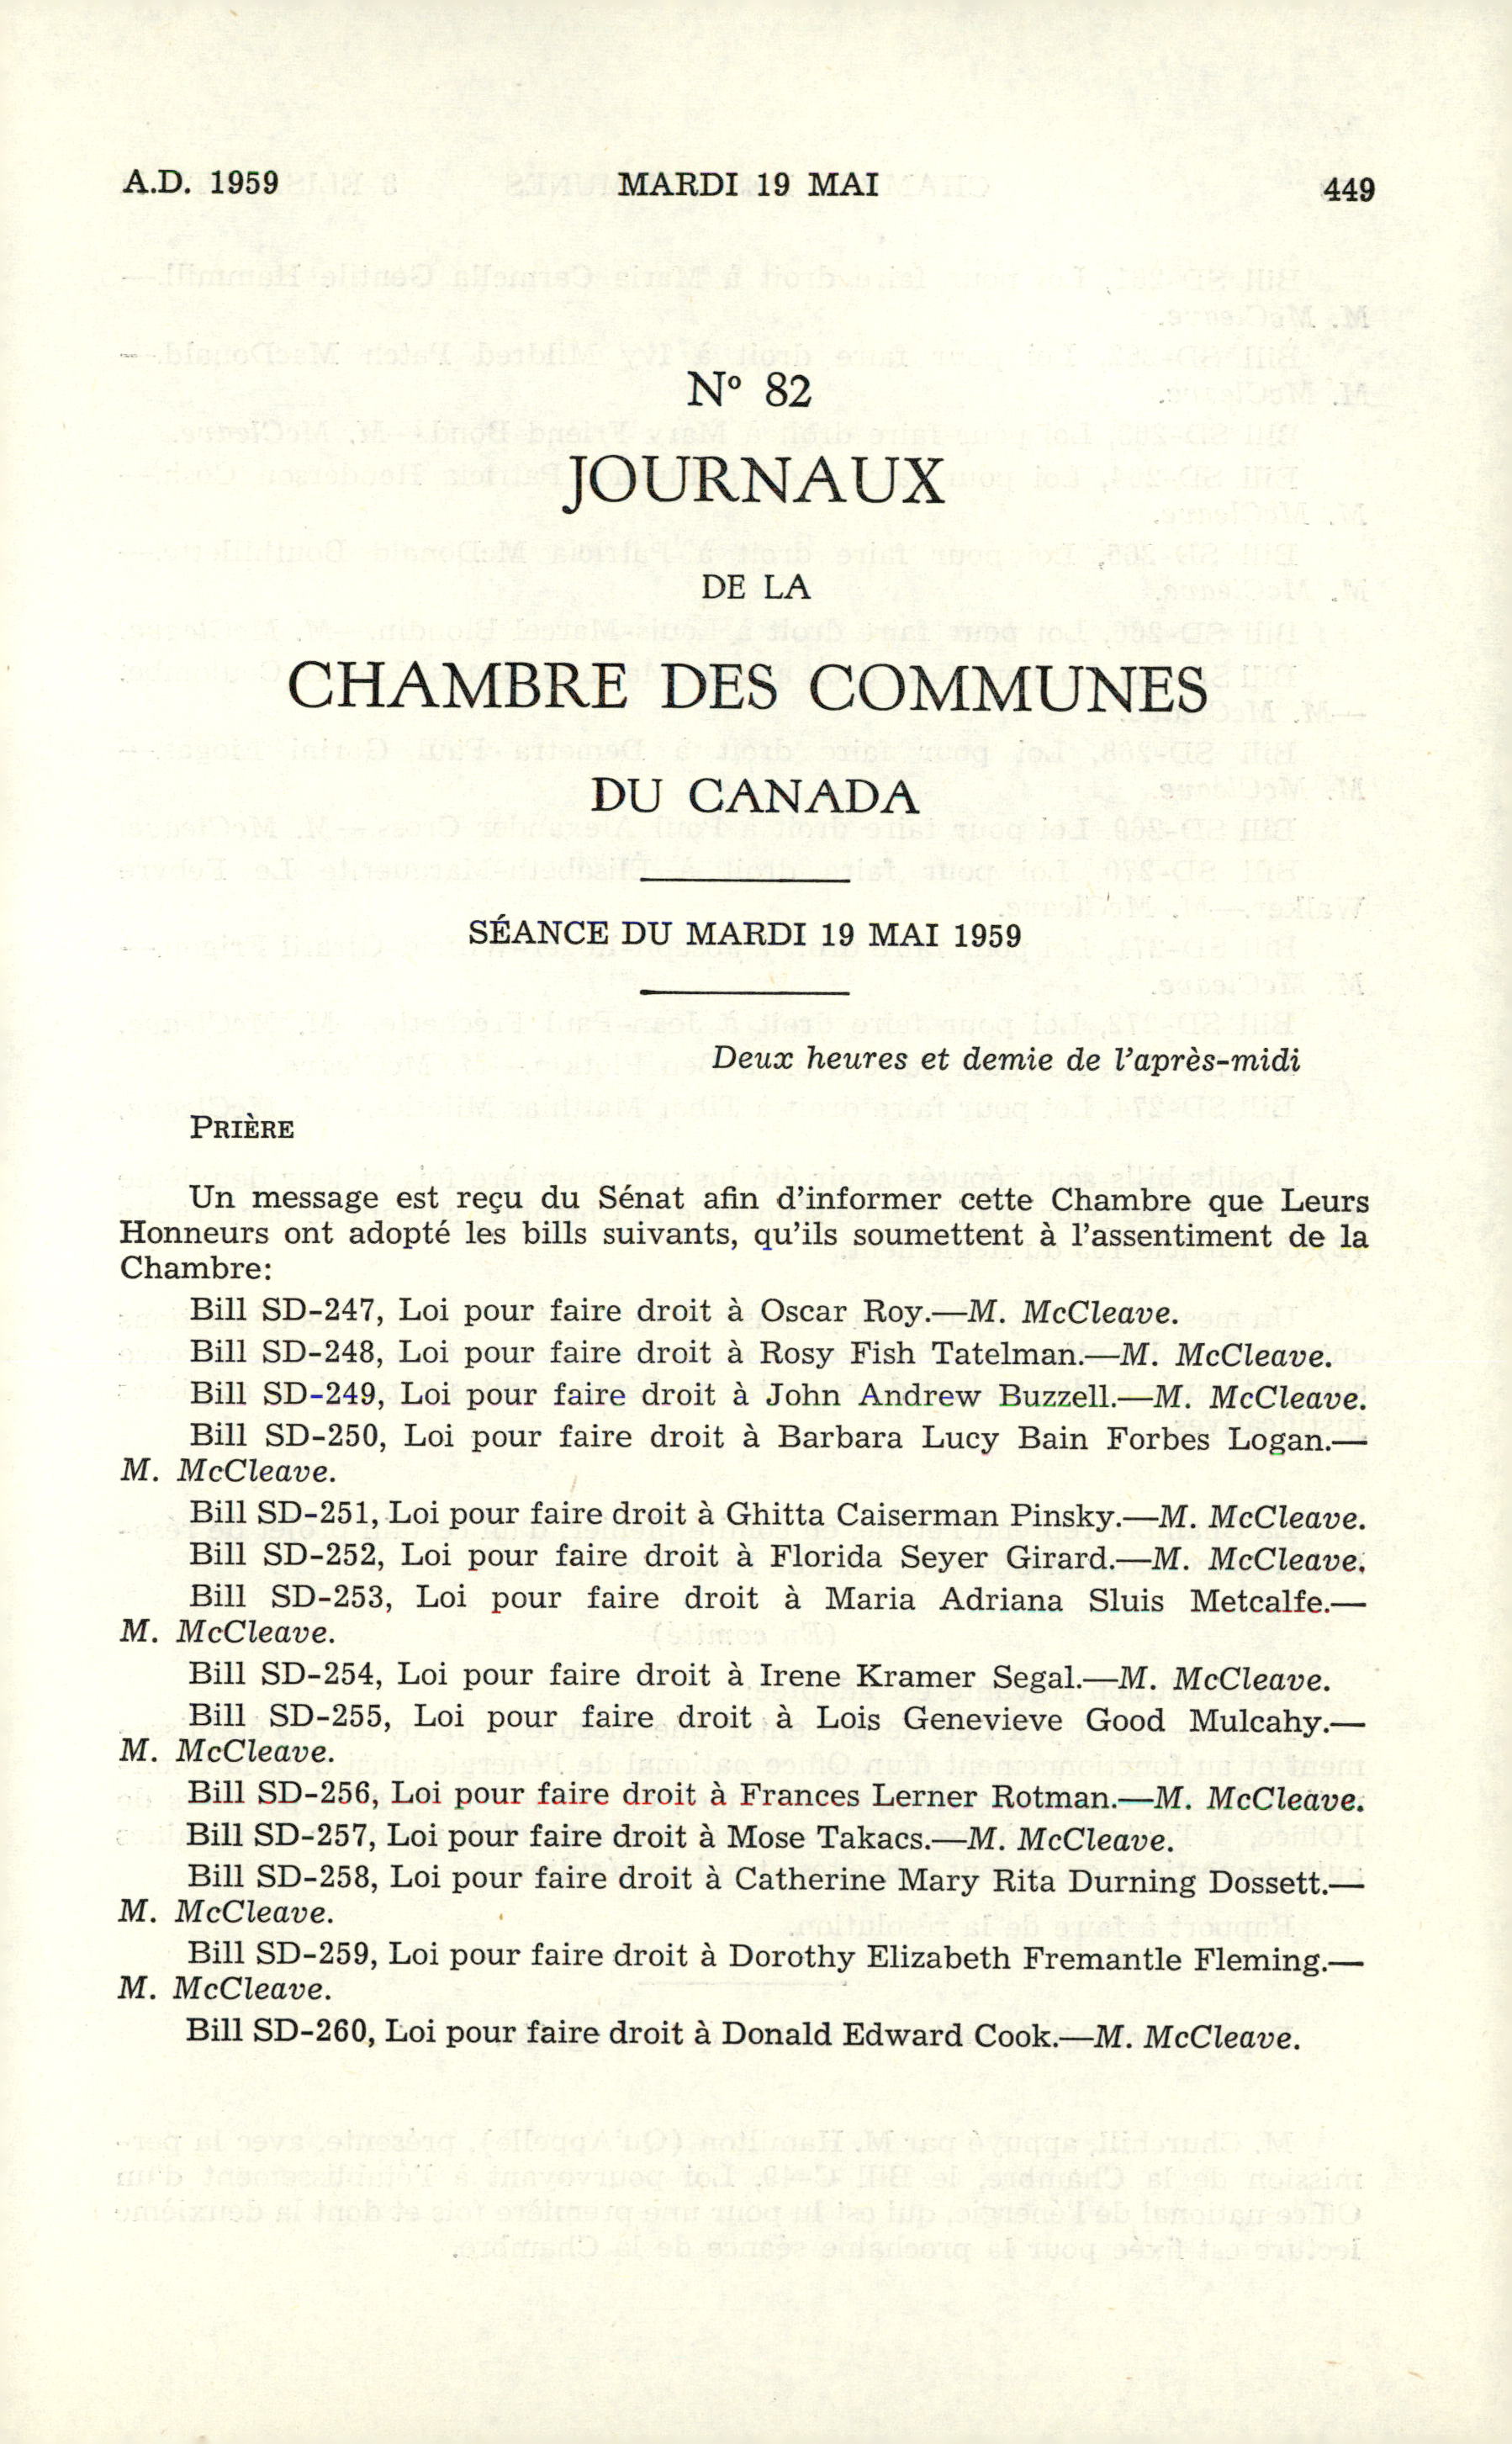 A.D. 1959 MARDI 19 MAI 449
Nº 82
JOURNAUX
DE LA
CHAMBRE DES COMMUNES
DU CANADA
SÉANCE DU MARDI 19 MAI 1959
Deux heures et demie de l'après-midi
PRIÈRE
Un message est reçu du Sénat afin d'informer cette Chambre que Leurs
Honneurs ont adopté les bills suivants, qu'ils soumettent à l'assentiment de la
Chambre:
Bill SD-247, Loi pour faire droit à Oscar Roy.—M. McCleave.
Bill SD-248, Loi pour faire droit à Rosy Fish Tatelman.—M. McCleave.
Bill SD-249, Loi pour faire droit à John Andrew Buzzell.—M. McCleave.
Bill SD-250, Loi pour faire droit à Barbara Lucy Bain Forbes Logan.—
M. McCleave.
Bill SD-251, Loi pour faire droit à Ghitta Caiserman Pinsky.—M. McCleave.
Bill SD-252, Loi pour faire droit à Florida Seyer Girard.—M. McCleave.
Bill SD-253, Loi pour faire droit à Maria Adriana Sluis Metcalfe.—
M. McCleave.
Bill SD-254, Loi pour faire droit à Irene Kramer Segal.—M. McCleave.
Bill SD-255, Loi pour faire droit à Lois Genevieve Good Mulcahy.—
M. McCleave.
Bill SD-256, Loi pour faire droit à Frances Lerner Rotman.—M. McCleave.
Bill SD-257, Loi pour faire droit à Mose Takacs.—M. McCleave.
Bill SD-258, Loi pour faire droit à Catherine Mary Rita Durning Dossett.—
M. McCleave.
Bill SD-259, Loi pour faire droit à Dorothy Elizabeth Fremantle Fleming.—
M. McCleave.
Bill SD-260, Loi pour faire droit à Donald Edward Cook.—M. McCleave.